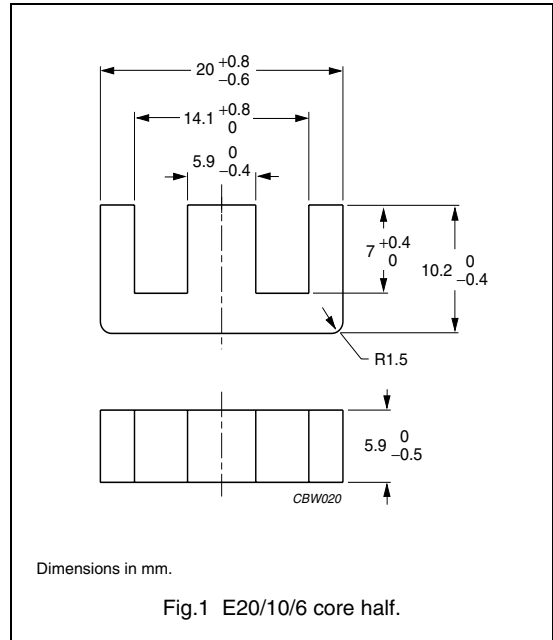 20 +0.8 −0.6
14.1 +0.8 0
5.9 0 −0.4
7 +0.4 0
10.2 0 −0.4
R1.5
5.9 0 −0.5
CBW020
Dimensions in mm.
Fig.1 E20/10/6 core half.